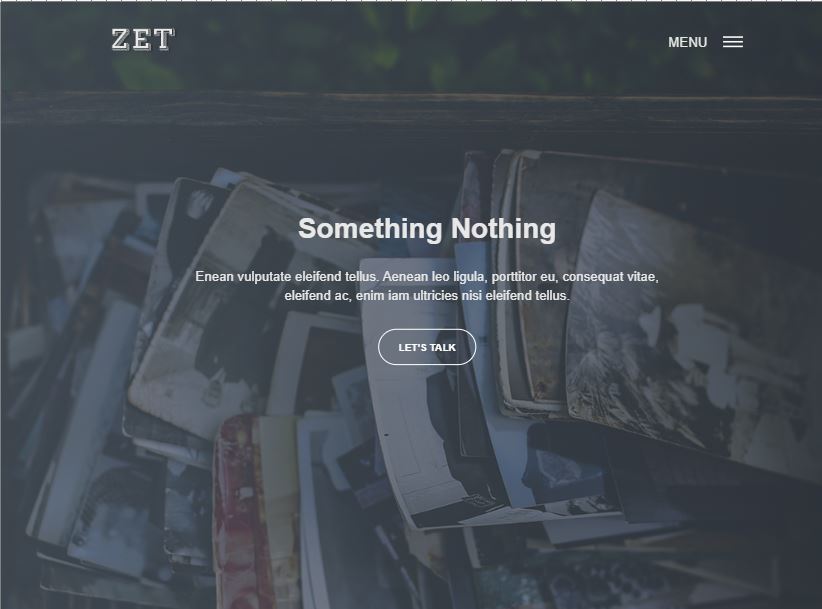 ZET
MENU
Something Nothing
Enean vulputate eleifend tellus. Aenean leo ligula, porttitor eu, consequat vitae,
eleifend ac, enim iam ultricies nisi eleifend tellus.
LET'S TALK